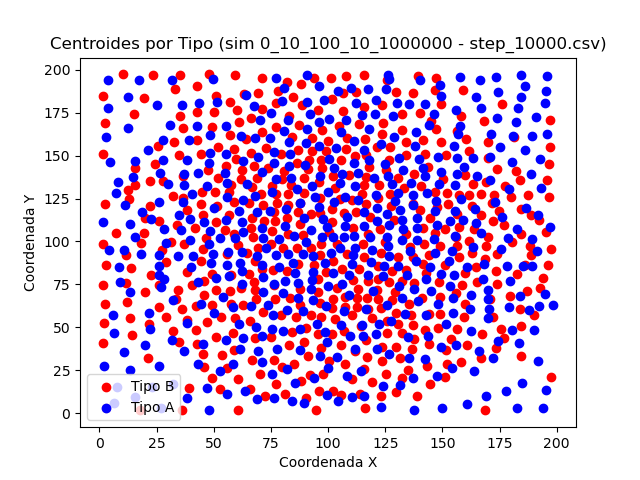 Centroides por Tipo (sim 0_10_100_10_1000000 - step_10000.csv)
200
175
150
125
100
75
50
25
0
Coordenada Y
Tipo B
Tipo A
0 25 50 75 100 125 150 175 200
Coordenada X